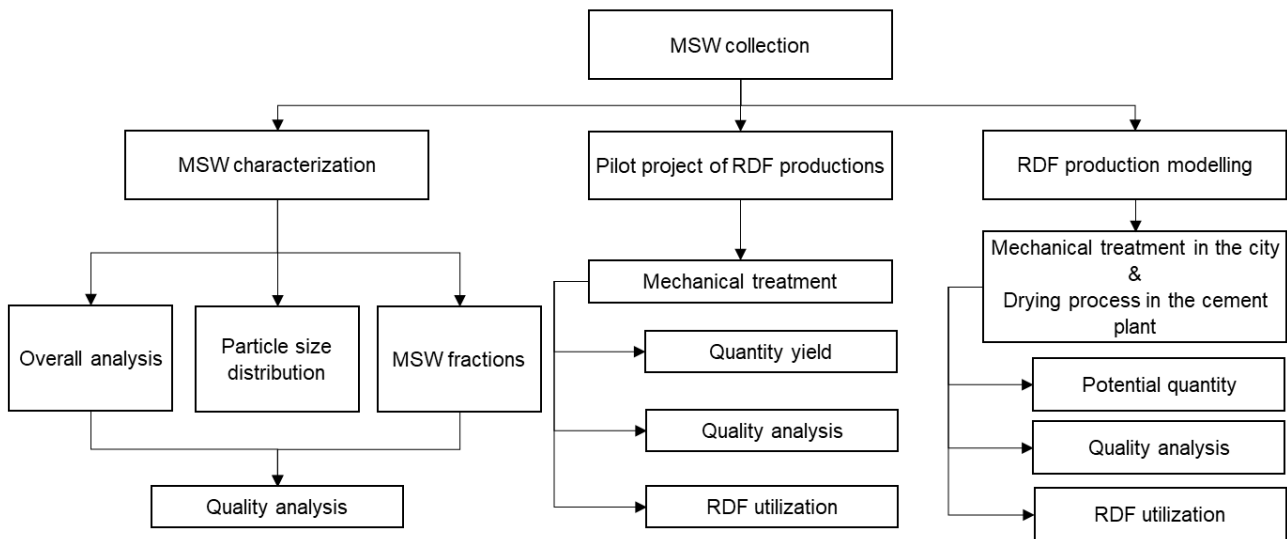 MSW collection
MSW characterization
Pilot project of RDF productions
RDF production modelling
Overall analysis
Particle size
distribution
MSW fractions
Quality analysis
Mechanical treatment
Quantity yield
Quality analysis
RDF utilization
Mechanical treatment in the city
&
Drying process in the cement
plant
Potential quantity
Quality analysis
RDF utilization